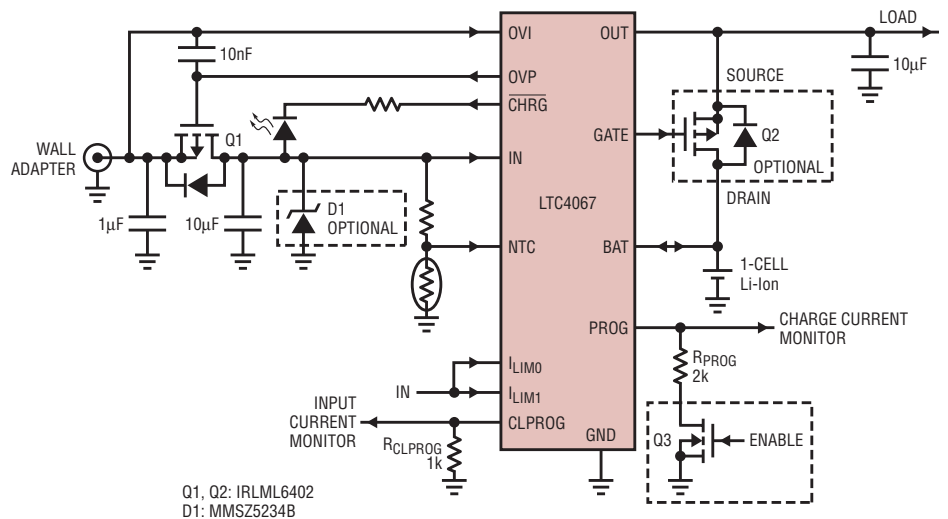 OVI
OUT
LOAD
10nF
OVP
10µF
CHRG
SOURCE
WALL
ADAPTER
Q1
GATE
Q2
IN
OPTIONAL
DRAIN
LTC4067
1µF
10µF
D1
OPTIONAL
NTC
BAT
1-CELL
Li-Ion
PROG
CHARGE CURRENT
MONITOR
ILIM0
RPROG
2k
IN
ILIM1
INPUT
CURRENT
MONITOR
CLPROG
GND
Q3
ENABLE
RCLPROG
1k
Q1, Q2: IRLML6402
D1: MMSZ5234B